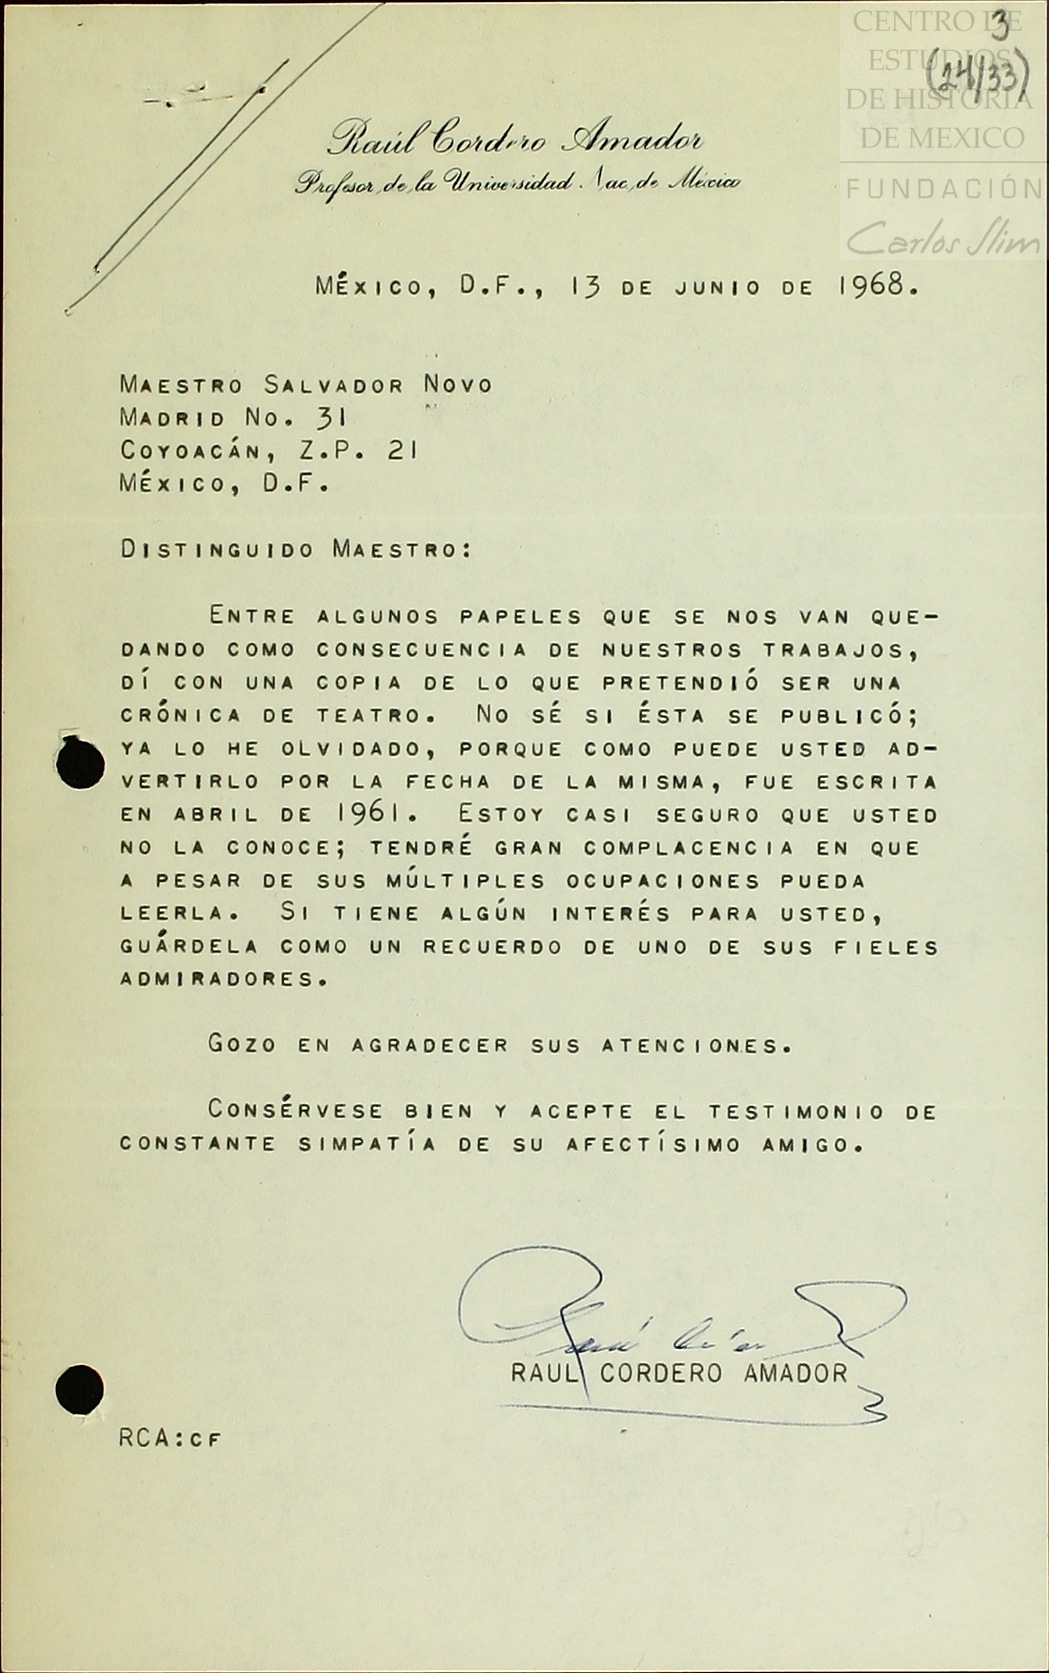 CENTRO DE
ESTUDIOS
DE HISTORIA
DE MEXICO
FUNDACIÓN
Carlos Slim
3
(24/33)
Raúl Cordero Amador
Profesor de la Universidad Nac. de México
MÉXICO, D.F., 13 DE JUNIO DE 1968.
MAESTRO SALVADOR NOVO
MADRID NO. 31
COYOACÁN, Z.P. 21
MÉXICO, D.F.
DISTINGUIDO MAESTRO:
ENTRE ALGUNOS PAPELES QUE SE NOS VAN QUE-
DANDO COMO CONSECUENCIA DE NUESTROS TRABAJOS,
DÍ CON UNA COPIA DE LO QUE PRETENDIÓ SER UNA
CRÓNICA DE TEATRO. NO SÉ SI ÉSTA SE PUBLICÓ;
YA LO HE OLVIDADO, PORQUE COMO PUEDE USTED AD-
VERTIRLO POR LA FECHA DE LA MISMA, FUE ESCRITA
EN ABRIL DE 1961. ESTOY CASI SEGURO QUE USTED
NO LA CONOCE; TENDRÉ GRAN COMPLACENCIA EN QUE
A PESAR DE SUS MÚLTIPLES OCUPACIONES PUEDA
LEERLA. SI TIENE ALGÚN INTERÉS PARA USTED,
GUÁRDELA COMO UN RECUERDO DE UNO DE SUS FIELES
ADMIRADORES.
GOZO EN AGRADECER SUS ATENCIONES.
CONSÉRVESE BIEN Y ACEPTE EL TESTIMONIO DE
CONSTANTE SIMPATÍA DE SU AFECTÍSIMO AMIGO.
RAUL CORDERO AMADOR
RCA:CF